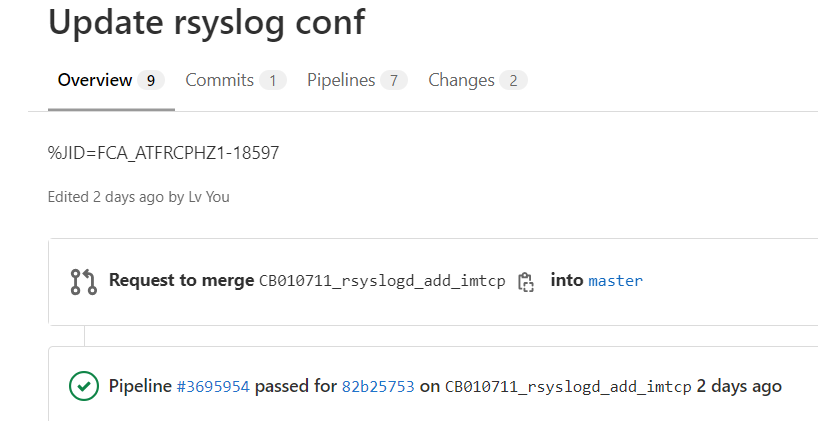 Update rsyslog conf
Overview 9 Commits 1 Pipelines 7 Changes 2
%JID=FCA_ATFRCPHZ1-18597
Edited 2 days ago by Lv You
Request to merge CB010711_rsyslogd_add_imtcp into master
Pipeline #3695954 passed for 82b25753 on CB010711_rsyslogd_add_imtcp 2 days ago